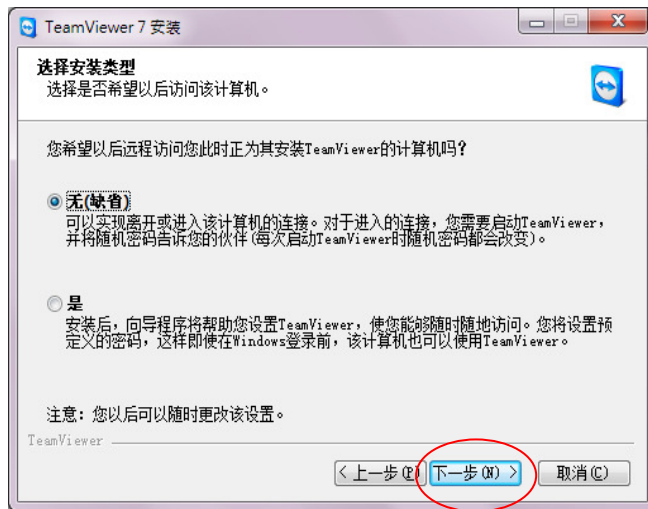 TeamViewer 7 安装
选择安装类型
选择是否希望以后访问该计算机。
您希望以后远程访问您此时正为其安装TeamViewer的计算机吗?
无(缺省)
可以实现离开或进入该计算机的连接。对于进入的连接，您需要启动TeamViewer，
并将随机密码告诉您的伙伴(每次启动TeamViewer时随机密码都会改变)。
是
安装后，向导程序将帮助您设置TeamViewer，使您能够随时随地访问。您将设置预
定义的密码，这样即使在Windows登录前，该计算机也可以使用TeamViewer。
注意: 您以后可以随时更改该设置。
TeamViewer
< 上一步(P) 下一步(N) > 取消(C)